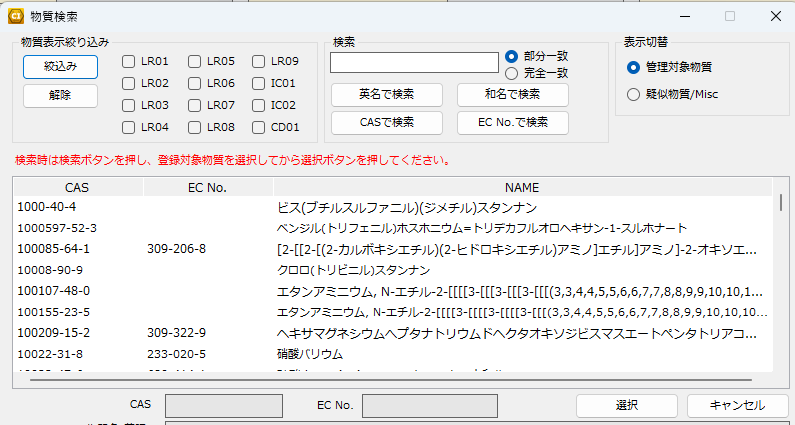 物質検索
物質表示絞り込み
絞込み
解除
LR01 LR05 LR09
LR02 LR06 IC01
LR03 LR07 IC02
LR04 LR08 CD01
検索
部分一致
完全一致
英名で検索 和名で検索
CASで検索 EC No.で検索
表示切替
管理対象物質
疑似物質/Misc
検索時は検索ボタンを押し、登録対象物質を選択してから選択ボタンを押してください。
CAS EC No. NAME
1000-40-4 ビス(ブチルスルファニル)(ジメチル)スタンナン
1000597-52-3 ベンジル(トリフェニル)ホスホニウム=トリデカフルオロヘキサン-1-スルホナート
100085-64-1 309-206-8 [2-[[2-[(2-カルボキシエチル)(2-ヒドロキシエチル)アミノ]エチル]アミノ]-2-オキソエ...
10008-90-9 クロロ(トリビニル)スタンナン
100107-48-0 エタンアミニウム, N-エチル-2-[[[[3-[[[3-[[[3-[[[(3,3,4,4,5,5,6,6,7,7,8,8,9,9,10,10,1...
100155-23-5 エタンアミニウム, N-エチル-2-[[[[3-[[[[3-[[[[3-[[[(3,3,4,4,5,5,6,6,7,7,8,8,9,9,10,10,10...
100209-15-2 309-322-9 ヘキサマグネシウムヘプタナトリウムドヘクタオキソジビスマスエートペンタトリアコ...
10022-31-8 233-020-5 硝酸バリウム
CAS EC No. 選択 キャンセル